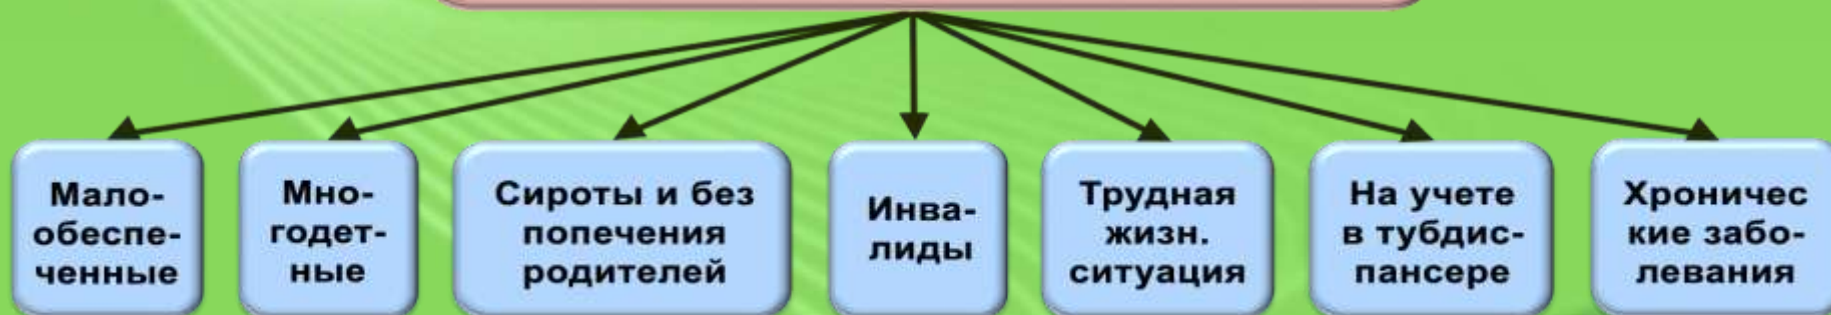 Мало-
обеспе-
ченные
Мно-
годет-
ные
Сироты и без
попечения
родителей
Инва-
лиды
Трудная
жизн.
ситуация
На учете
в тубдис-
пансере
Хроничес
кие забо-
левания